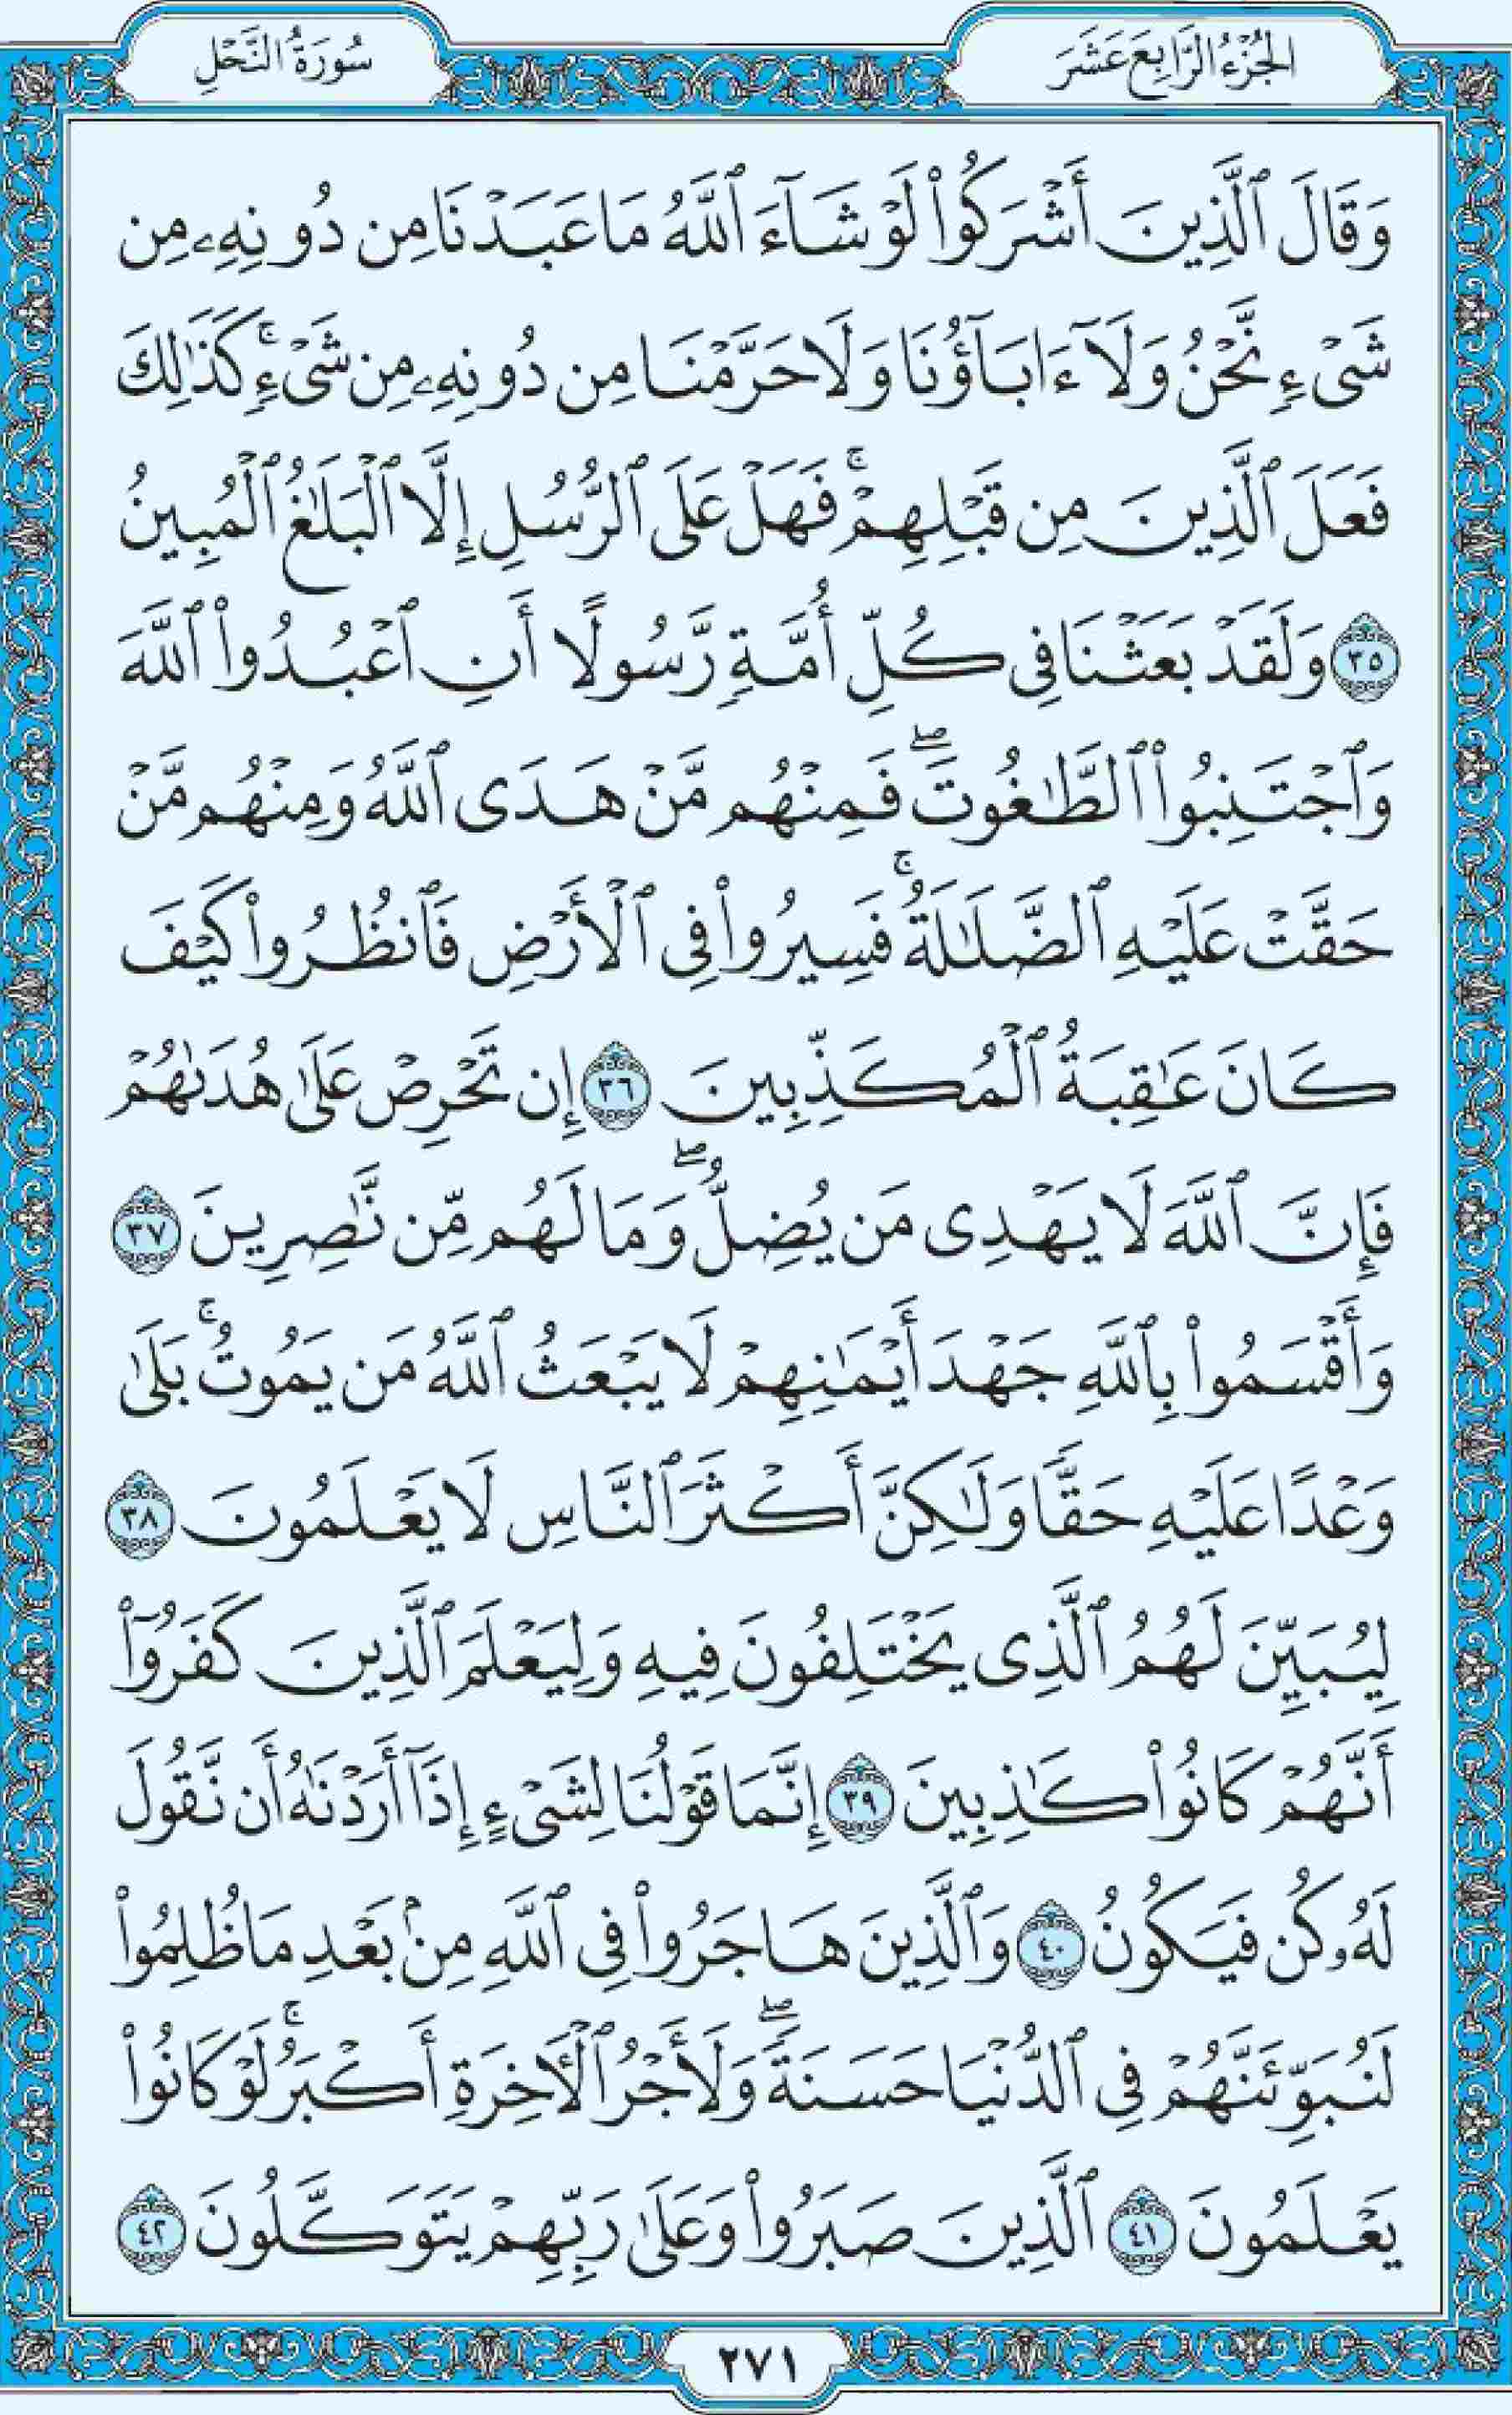 الجُزْءُ الرَّابِعَ عَشَرَ
سُورَةُ النَّحْلِ
وَقَالَ ٱلَّذِينَ أَشْرَكُوا۟ لَوْ شَآءَ ٱللَّهُ مَا عَبَدْنَا مِن دُونِهِۦ مِن
شَىْءٍ نَّحْنُ وَلَآ ءَابَآؤُنَا وَلَا حَرَّمْنَا مِن دُونِهِۦ مِن شَىْءٍ ۚ كَذَٰلِكَ
فَعَلَ ٱلَّذِينَ مِن قَبْلِهِمْ ۚ فَهَلْ عَلَى ٱلرُّسُلِ إِلَّا ٱلْبَلَٰغُ ٱلْمُبِينُ
٣٥ وَلَقَدْ بَعَثْنَا فِى كُلِّ أُمَّةٍ رَّسُولًا أَنِ ٱعْبُدُوا۟ ٱللَّهَ
وَٱجْتَنِبُوا۟ ٱلطَّٰغُوتَ ۖ فَمِنْهُم مَّنْ هَدَى ٱللَّهُ وَمِنْهُم مَّنْ
حَقَّتْ عَلَيْهِ ٱلضَّلَٰلَةُ ۚ فَسِيرُوا۟ فِى ٱلْأَرْضِ فَٱنظُرُوا۟ كَيْفَ
كَانَ عَٰقِبَةُ ٱلْمُكَذِّبِينَ ٣٦ إِن تَحْرِصْ عَلَىٰ هُدَىٰهُمْ
فَإِنَّ ٱللَّهَ لَا يَهْدِى مَن يُضِلُّ ۖ وَمَا لَهُم مِّن نَّٰصِرِينَ ٣٧
وَأَقْسَمُوا۟ بِٱللَّهِ جَهْدَ أَيْمَٰنِهِمْ لَا يَبْعَثُ ٱللَّهُ مَن يَمُوتُ ۚ بَلَىٰ
وَعْدًا عَلَيْهِ حَقًّا وَلَٰكِنَّ أَكْثَرَ ٱلنَّاسِ لَا يَعْلَمُونَ ٣٨
لِيُبَيِّنَ لَهُمُ ٱلَّذِى يَخْتَلِفُونَ فِيهِ وَلِيَعْلَمَ ٱلَّذِينَ كَفَرُوٓا۟
أَنَّهُمْ كَانُوا۟ كَٰذِبِينَ ٣٩ إِنَّمَا قَوْلُنَا لِشَىْءٍ إِذَآ أَرَدْنَٰهُ أَن نَّقُولَ
لَهُۥ كُن فَيَكُونُ ٤٠ وَٱلَّذِينَ هَاجَرُوا۟ فِى ٱللَّهِ مِنۢ بَعْدِ مَا ظُلِمُوا۟
لَنُبَوِّئَنَّهُمْ فِى ٱلدُّنْيَا حَسَنَةً ۖ وَلَأَجْرُ ٱلْءَاخِرَةِ أَكْبَرُ ۚ لَوْ كَانُوا۟
يَعْلَمُونَ ٤١ ٱلَّذِينَ صَبَرُوا۟ وَعَلَىٰ رَبِّهِمْ يَتَوَكَّلُونَ ٤٢
٢٧١